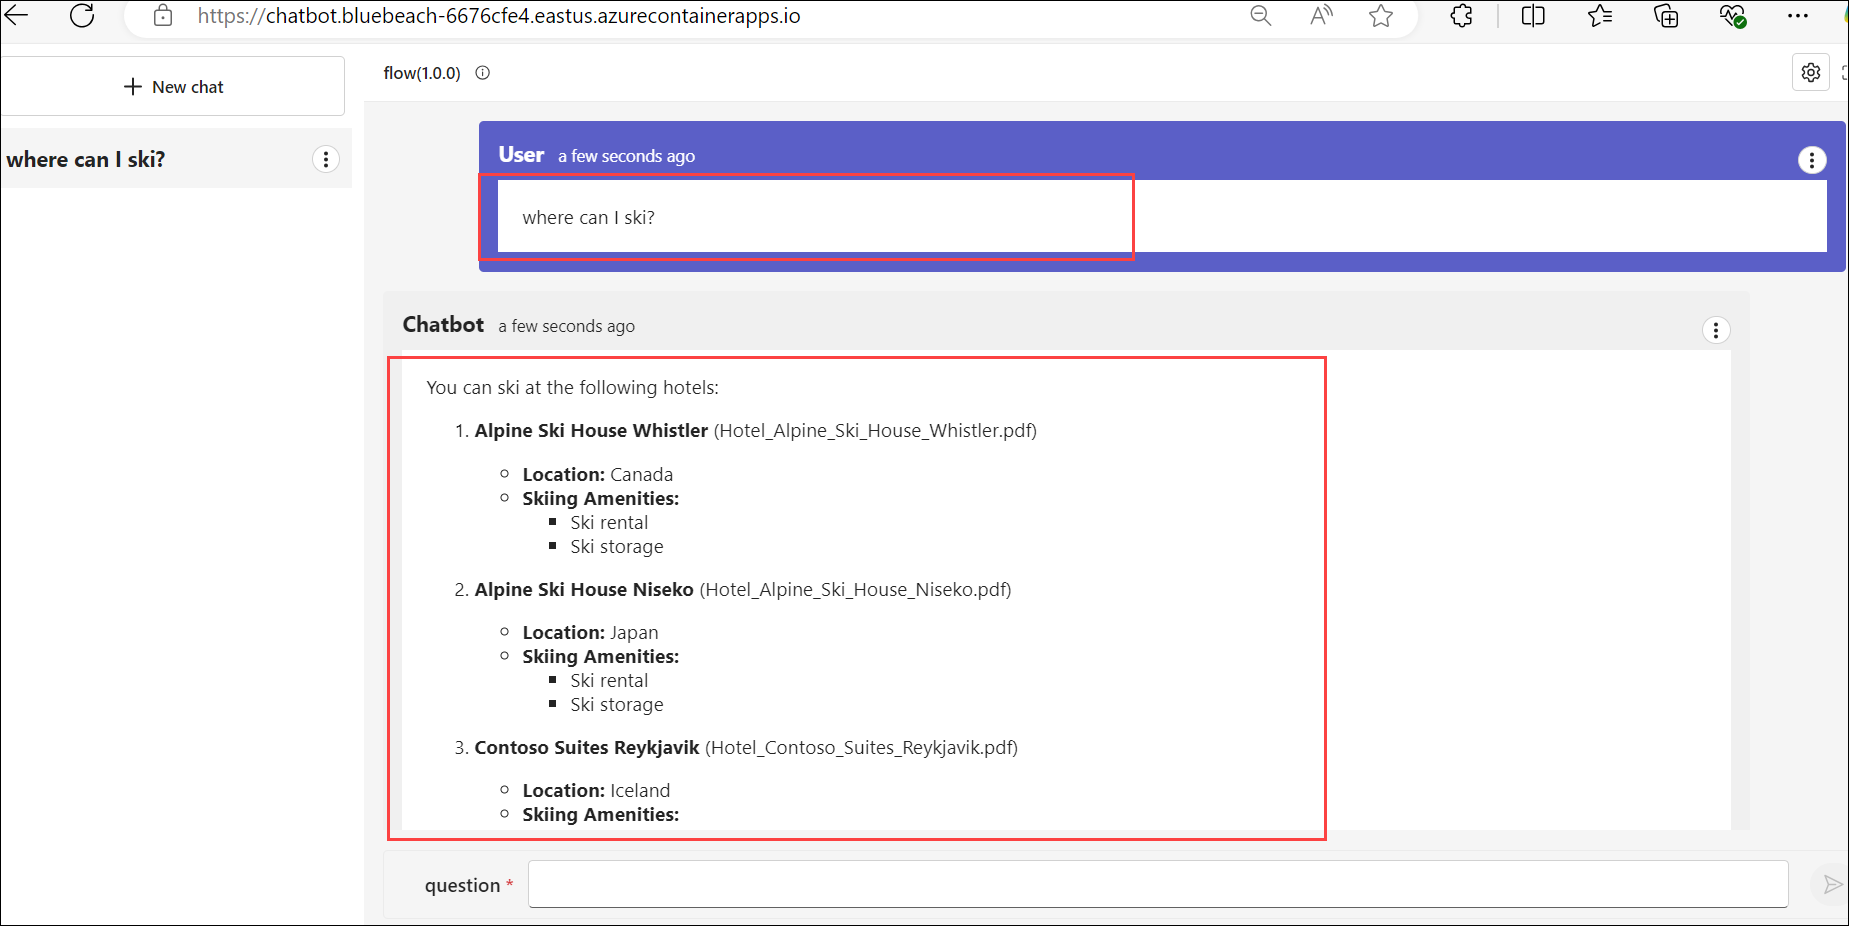 https://chatbot.bluebeach-6676cfe4.eastus.azurecontainerapps.io
New chat
flow(1.0.0)
where can I ski?
User a few seconds ago
where can I ski?
Chatbot a few seconds ago
You can ski at the following hotels:
1. Alpine Ski House Whistler (Hotel_Alpine_Ski_House_Whistler.pdf)
Location: Canada
Skiing Amenities:
Ski rental
Ski storage
2. Alpine Ski House Niseko (Hotel_Alpine_Ski_House_Niseko.pdf)
Location: Japan
Skiing Amenities:
Ski rental
Ski storage
3. Contoso Suites Reykjavik (Hotel_Contoso_Suites_Reykjavik.pdf)
Location: Iceland
Skiing Amenities:
question *